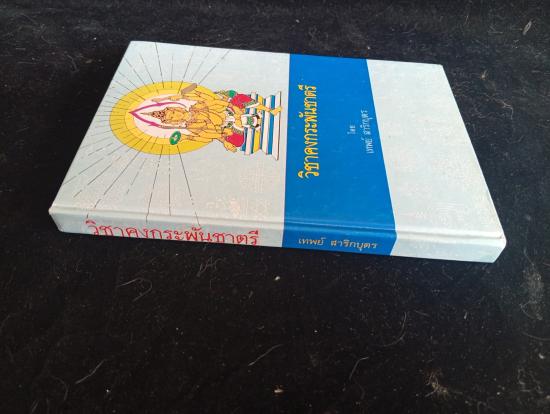 วิชาคงกระพันชาตรี
โดย
เทพย์ สาริกบุตร
วิชาคงกระพันชาตรี
เทพย์ สาริกบุตร